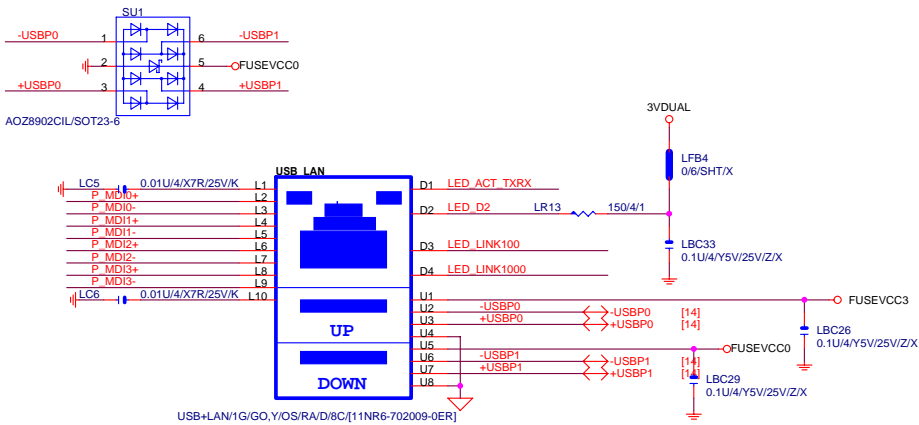 SU1
-USBP0 1 6 -USBP1
2 5 FUSEVCC0
+USBP0 3 4 +USBP1
AOZ8902CIL/SOT23-6
3VDUAL
LFB4
0/6/SHT/X
USB_LAN
LC5 0.01U/4/X7R/25V/K L1 D1 LED_ACT_TXRX
P_MDI0+ L2
P_MDI0- L3 D2 LED_D2 LR13 150/4/1
P_MDI1+ L4
P_MDI1- L5
P_MDI2+ L6 D3 LED_LINK100
LBC33
0.1U/4/Y5V/25V/Z/X
P_MDI2- L7
P_MDI3+ L8 D4 LED_LINK1000
P_MDI3- L9
LC6 0.01U/4/X7R/25V/K L10 U1 FUSEVCC3
U2 -USBP0 -USBP0 [14]
U3 +USBP0 +USBP0 [14]
UP U4
LBC26
0.1U/4/Y5V/25V/Z/X
U5 FUSEVCC0
U6 -USBP1 -USBP1 [14]
U7 +USBP1 +USBP1 [14]
DOWN U8
LBC29
0.1U/4/Y5V/25V/Z/X
USB+LAN/1G/GO,Y/OS/RA/D/8C/[11NR6-702009-0ER]